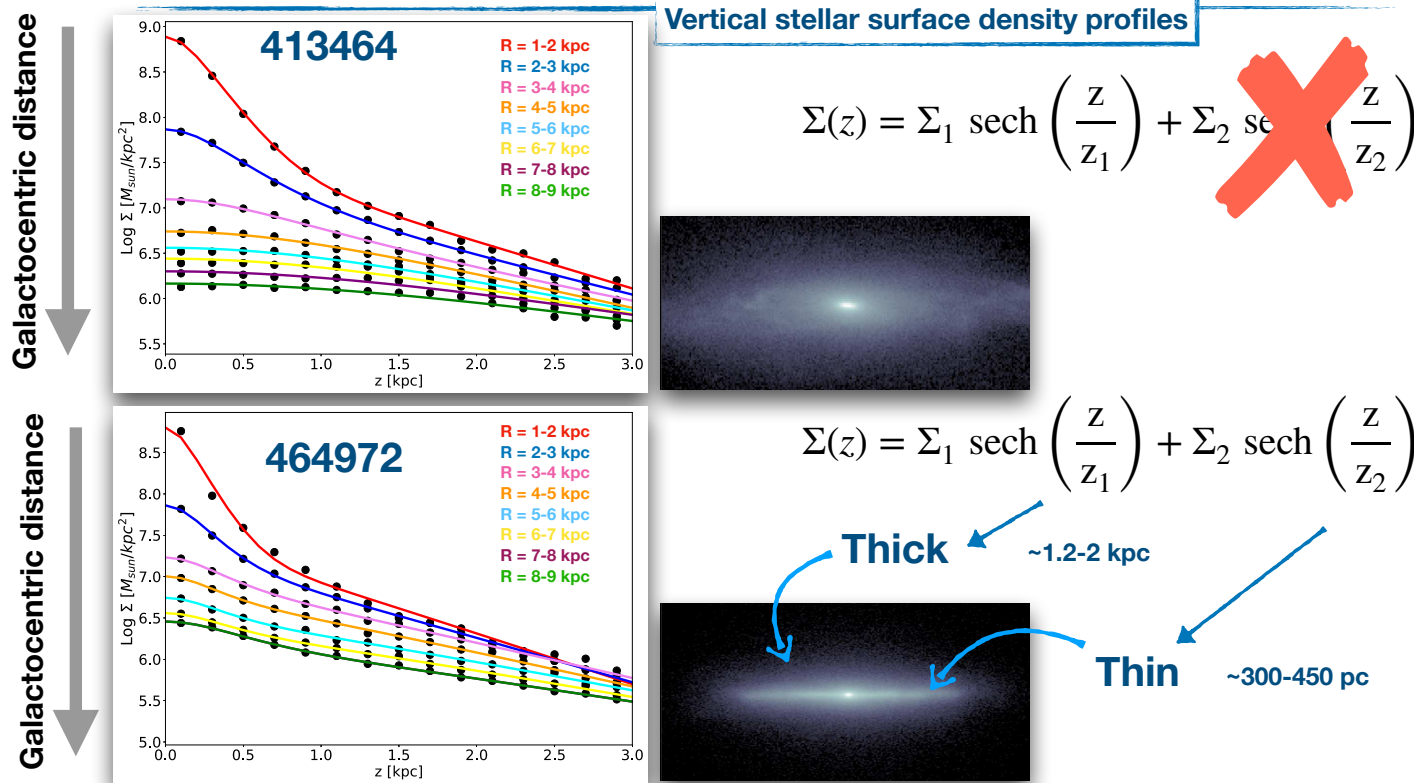 Vertical stellar surface density profiles
Galactocentric distance
413464
R = 1-2 kpc
R = 2-3 kpc
R = 3-4 kpc
R = 4-5 kpc
R = 5-6 kpc
R = 6-7 kpc
R = 7-8 kpc
R = 8-9 kpc
Log Σ [M_sun/kpc²]
9.0
8.5
8.0
7.5
7.0
6.5
6.0
5.5
0.0 0.5 1.0 1.5 2.0 2.5 3.0
z [kpc]
Σ(z) = Σ₁ sech (z/z₁) + Σ₂ se (z/z₂)
Galactocentric distance
464972
R = 1-2 kpc
R = 2-3 kpc
R = 3-4 kpc
R = 4-5 kpc
R = 5-6 kpc
R = 6-7 kpc
R = 7-8 kpc
R = 8-9 kpc
Log Σ [M_sun/kpc²]
8.5
8.0
7.5
7.0
6.5
6.0
5.5
5.0
0.0 0.5 1.0 1.5 2.0 2.5 3.0
z [kpc]
Σ(z) = Σ₁ sech (z/z₁) + Σ₂ sech (z/z₂)
Thick ~1.2-2 kpc
Thin ~300-450 pc